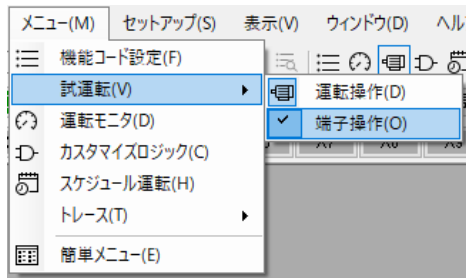 メニュー(M) セットアップ(S) 表示(V) ウィンドウ(D)
機能コード設定(F)
試運転(V)
運転操作(D)
運転モニタ(D)
端子操作(O)
カスタマイズロジック(C)
スケジュール運転(H)
トレース(T)
簡単メニュー(E)